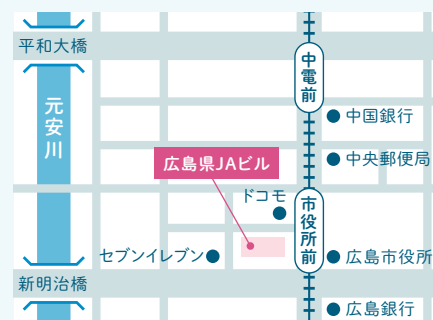 平和大橋
中電前
元安川
中国銀行
広島県JAビル
中央郵便局
ドコモ
市役所前
セブンイレブン
広島市役所
新明治橋
広島銀行